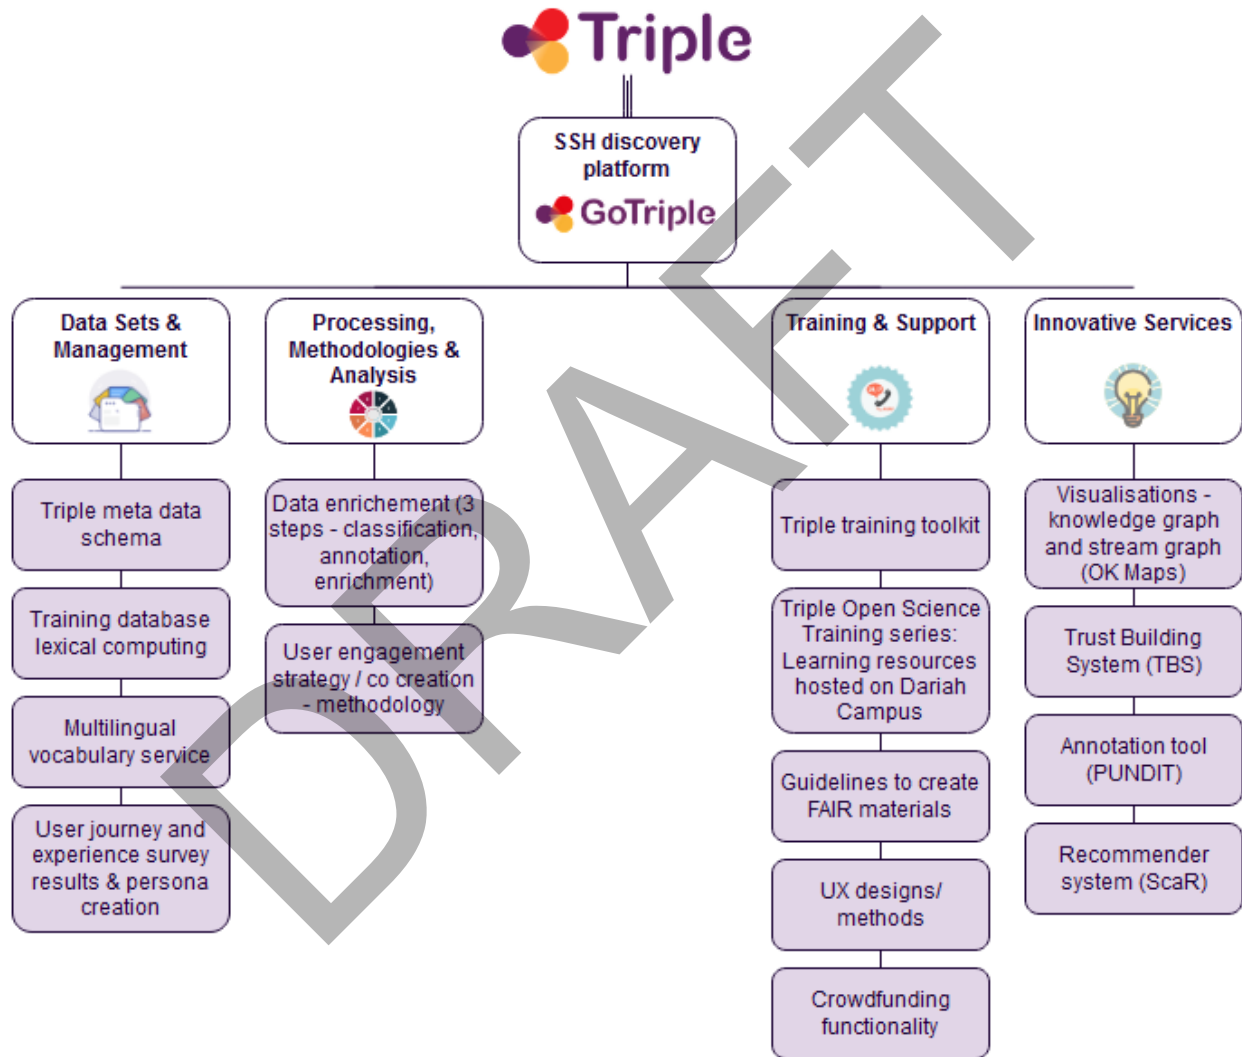 Triple
SSH discovery
platform
GoTriple
Data Sets &
Management
Triple meta data
schema
Training database
lexical computing
Multilingual
vocabulary service
User journey and
experience survey
results & persona
creation
Processing,
Methodologies &
Analysis
Data enrichement (3
steps - classification,
annotation,
enrichment)
User engagement
strategy / co creation
- methodology
Training & Support
Triple training toolkit
Triple Open Science
Training series:
Learning resources
hosted on Dariah
Campus
Guidelines to create
FAIR materials
UX designs/
methods
Crowdfunding
functionality
Innovative Services
Visualisations -
knowledge graph
and stream graph
(OK Maps)
Trust Building
System (TBS)
Annotation tool
(PUNDIT)
Recommender
system (ScaR)
DRAFT